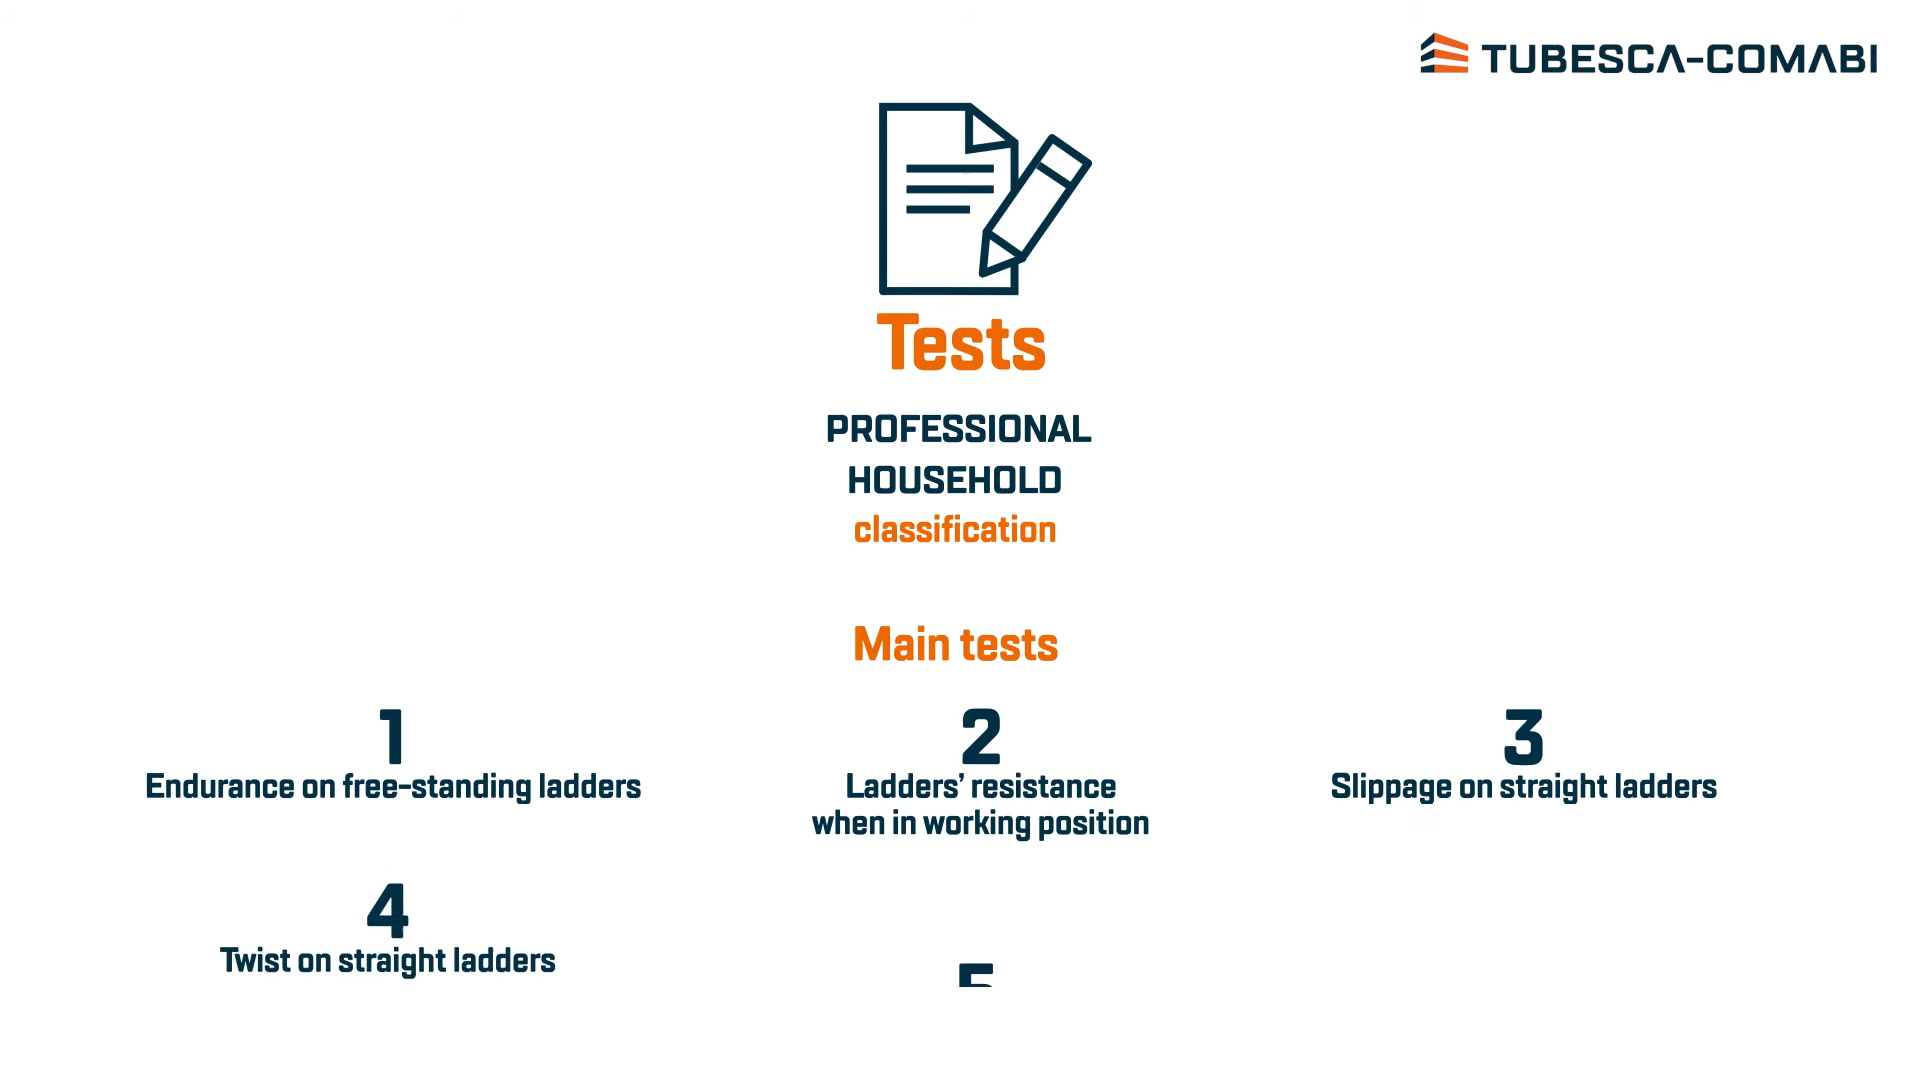 TUBESCA-COMABI
Tests
PROFESSIONAL
HOUSEHOLD
classification
Main tests
1
Endurance on free-standing ladders
2
Ladders’ resistance
when in working position
3
Slippage on straight ladders
4
Twist on straight ladders
5